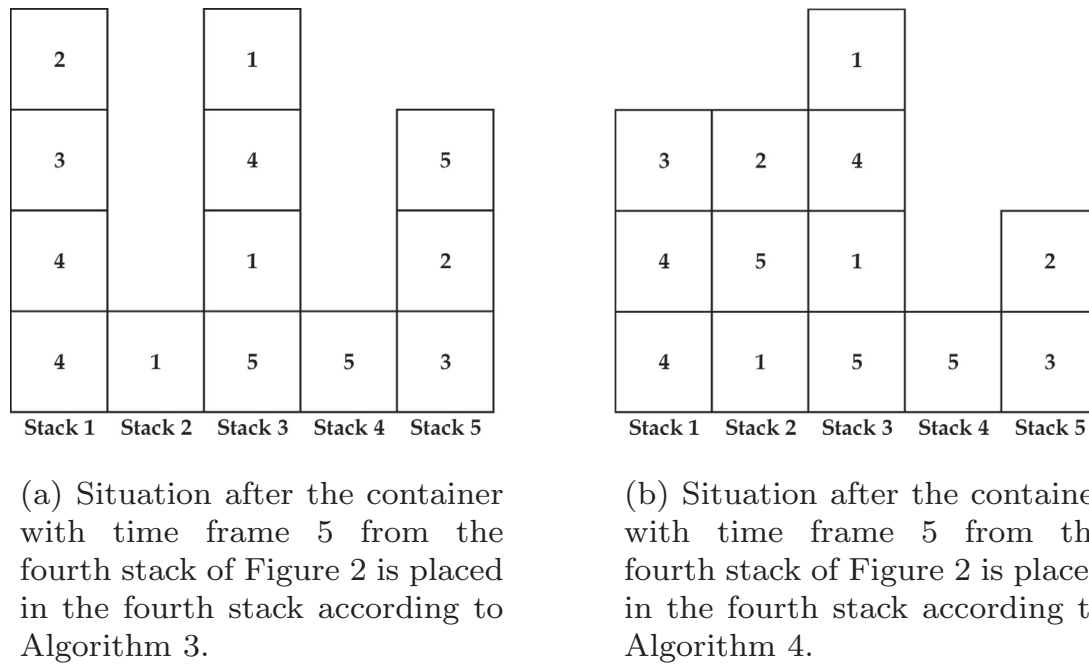 2 1
3 4 5
4 1 2
4 1 5 5 3
Stack 1 Stack 2 Stack 3 Stack 4 Stack 5
(a) Situation after the container
with time frame 5 from the
fourth stack of Figure 2 is placed
in the fourth stack according to
Algorithm 3.
1
3 2 4
4 5 1 2
4 1 5 5 3
Stack 1 Stack 2 Stack 3 Stack 4 Stack 5
(b) Situation after the containe
with time frame 5 from th
fourth stack of Figure 2 is place
in the fourth stack according t
Algorithm 4.